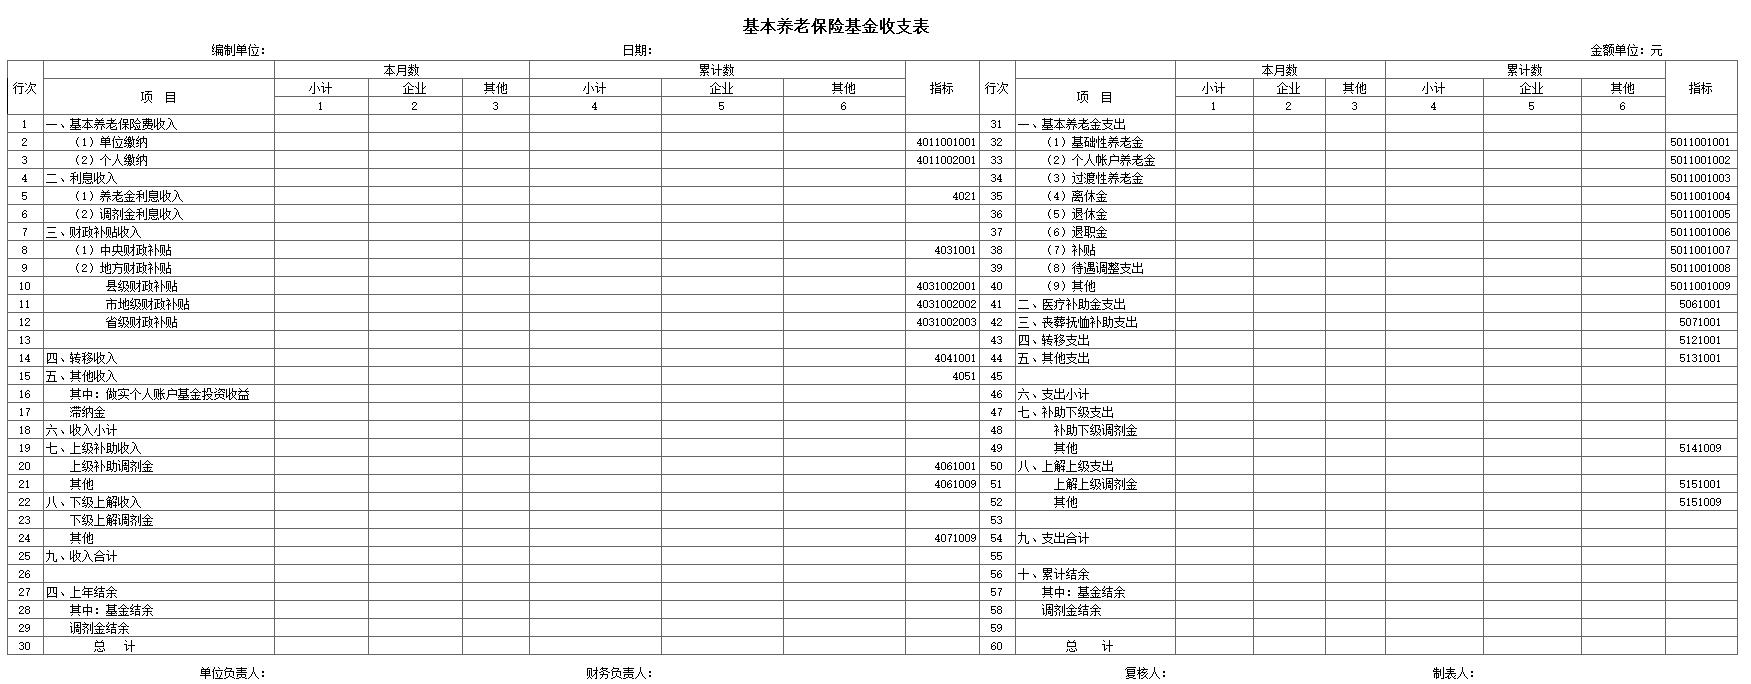 基本养老保险基金收支表
编制单位： 日期： 金额单位：元
行次 项 目 本月数 累计数 指标 行次 项 目 本月数 累计数 指标
小计 企业 其他 小计 企业 其他 小计 企业 其他 小计 企业 其他
1 2 3 4 5 6 1 2 3 4 5 6
1 一、基本养老保险费收入 31 一、基本养老金支出
2 （1）单位缴纳 4011001001 32 （1）基础性养老金 5011001001
3 （2）个人缴纳 4011002001 33 （2）个人帐户养老金 5011001002
4 二、利息收入 34 （3）过渡性养老金 5011001003
5 （1）养老金利息收入 4021 35 （4）离休金 5011001004
6 （2）调剂金利息收入 36 （5）退休金 5011001005
7 三、财政补贴收入 37 （6）退职金 5011001006
8 （1）中央财政补贴 4031001 38 （7）补贴 5011001007
9 （2）地方财政补贴 39 （8）待遇调整支出 5011001008
10 县级财政补贴 4031002001 40 （9）其他 5011001009
11 市地级财政补贴 4031002002 41 二、医疗补助金支出 5061001
12 省级财政补贴 4031002003 42 三、丧葬抚恤补助支出 5071001
13 43 四、转移支出 5121001
14 四、转移收入 4041001 44 五、其他支出 5131001
15 五、其他收入 4051 45
16 其中：做实个人账户基金投资收益 46 六、支出小计
17 滞纳金 47 七、补助下级支出
18 六、收入小计 48 补助下级调剂金
19 七、上级补助收入 49 其他 5141009
20 上级补助调剂金 4061001 50 八、上解上级支出
21 其他 4061009 51 上解上级调剂金 5151001
22 八、下级上解收入 52 其他 5151009
23 下级上解调剂金 53
24 其他 4071009 54 九、支出合计
25 九、收入合计 55
26 56 十、累计结余
27 四、上年结余 57 其中：基金结余
28 其中：基金结余 58 调剂金结余
29 调剂金结余 59
30 总 计 60 总 计
单位负责人： 财务负责人： 复核人： 制表人：